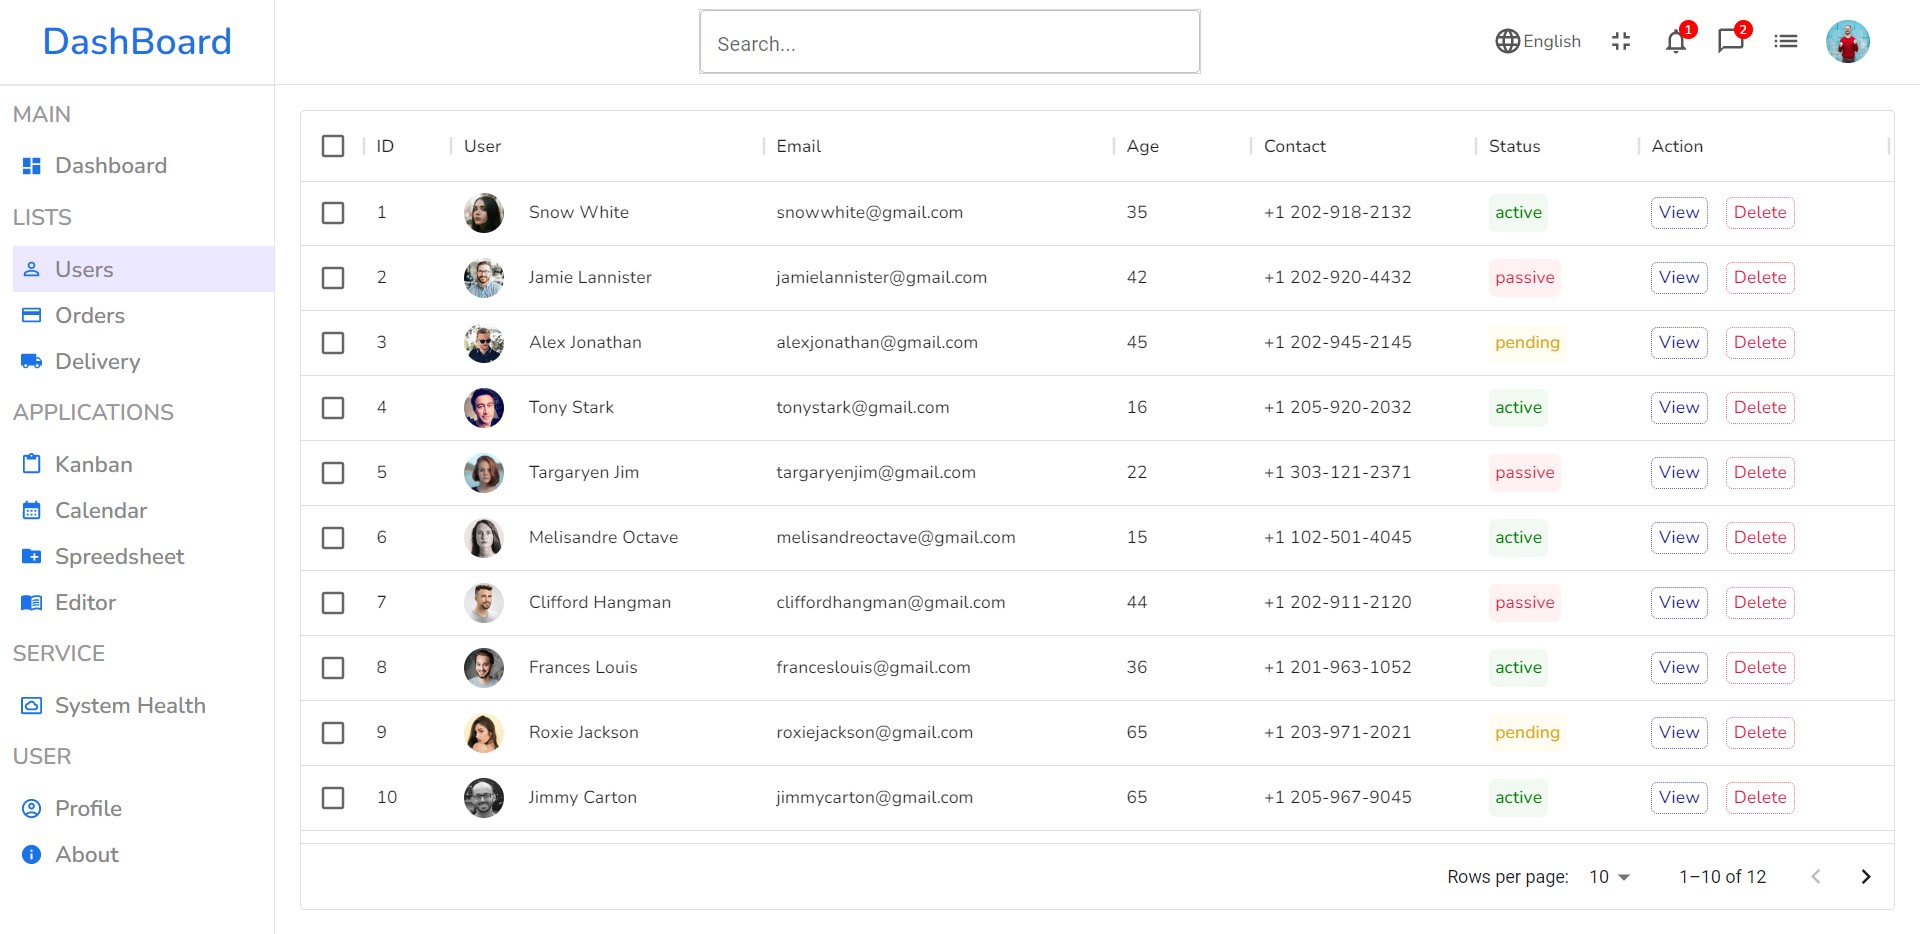 DashBoard
Search...
English
1
2
MAIN
Dashboard
LISTS
Users
Orders
Delivery
APPLICATIONS
Kanban
Calendar
Spreedsheet
Editor
SERVICE
System Health
USER
Profile
About
ID User Email Age Contact Status Action
1 Snow White snowwhite@gmail.com 35 +1 202-918-2132 active View Delete
2 Jamie Lannister jamielannister@gmail.com 42 +1 202-920-4432 passive View Delete
3 Alex Jonathan alexjonathan@gmail.com 45 +1 202-945-2145 pending View Delete
4 Tony Stark tonystark@gmail.com 16 +1 205-920-2032 active View Delete
5 Targaryen Jim targaryenjim@gmail.com 22 +1 303-121-2371 passive View Delete
6 Melisandre Octave melisandreoctave@gmail.com 15 +1 102-501-4045 active View Delete
7 Clifford Hangman cliffordhangman@gmail.com 44 +1 202-911-2120 passive View Delete
8 Frances Louis franceslouis@gmail.com 36 +1 201-963-1052 active View Delete
9 Roxie Jackson roxiejackson@gmail.com 65 +1 203-971-2021 pending View Delete
10 Jimmy Carton jimmycarton@gmail.com 65 +1 205-967-9045 active View Delete
Rows per page: 10 1–10 of 12